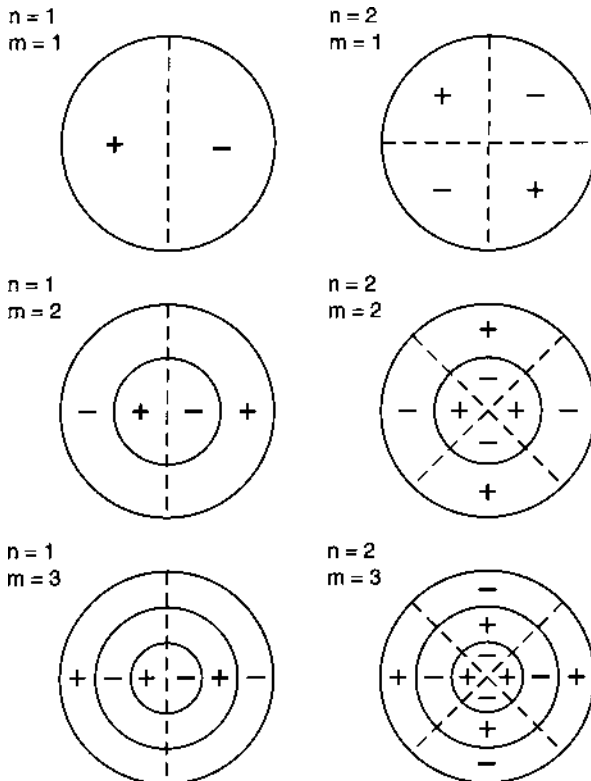 n = 1
m = 1
+ −
n = 2
m = 1
+ −
− +
n = 1
m = 2
− + − +
n = 2
m = 2
+
−
− + + −
−
+
n = 1
m = 3
+ − + − + −
n = 2
m = 3
−
+
−
+ − + + − +
−
+
−